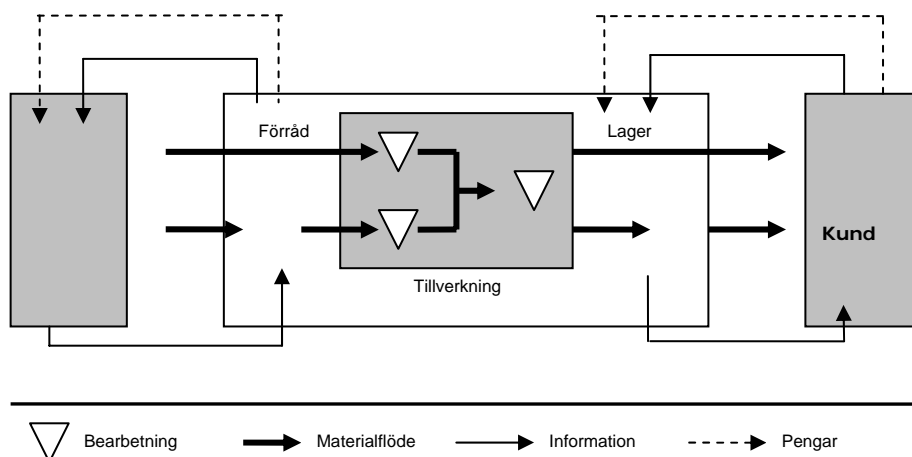 Förråd
Lager
Kund
Tillverkning
Bearbetning
Materialflöde
Information
Pengar